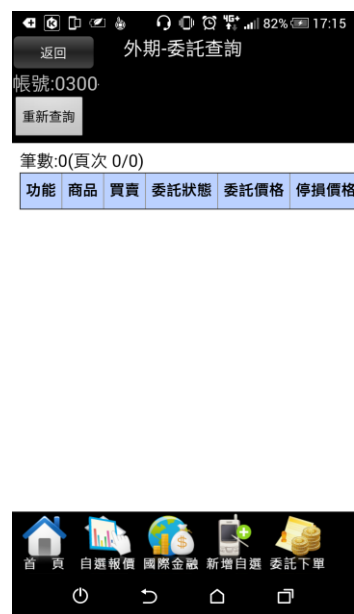 4G+ 82% 17:15
返回 外期-委託查詢
帳號:0300
重新查詢
筆數:0(頁次 0/0)
功能 商品 買賣 委託狀態 委託價格 停損價格
首 頁 自選報價 國際金融 新增自選 委託下單